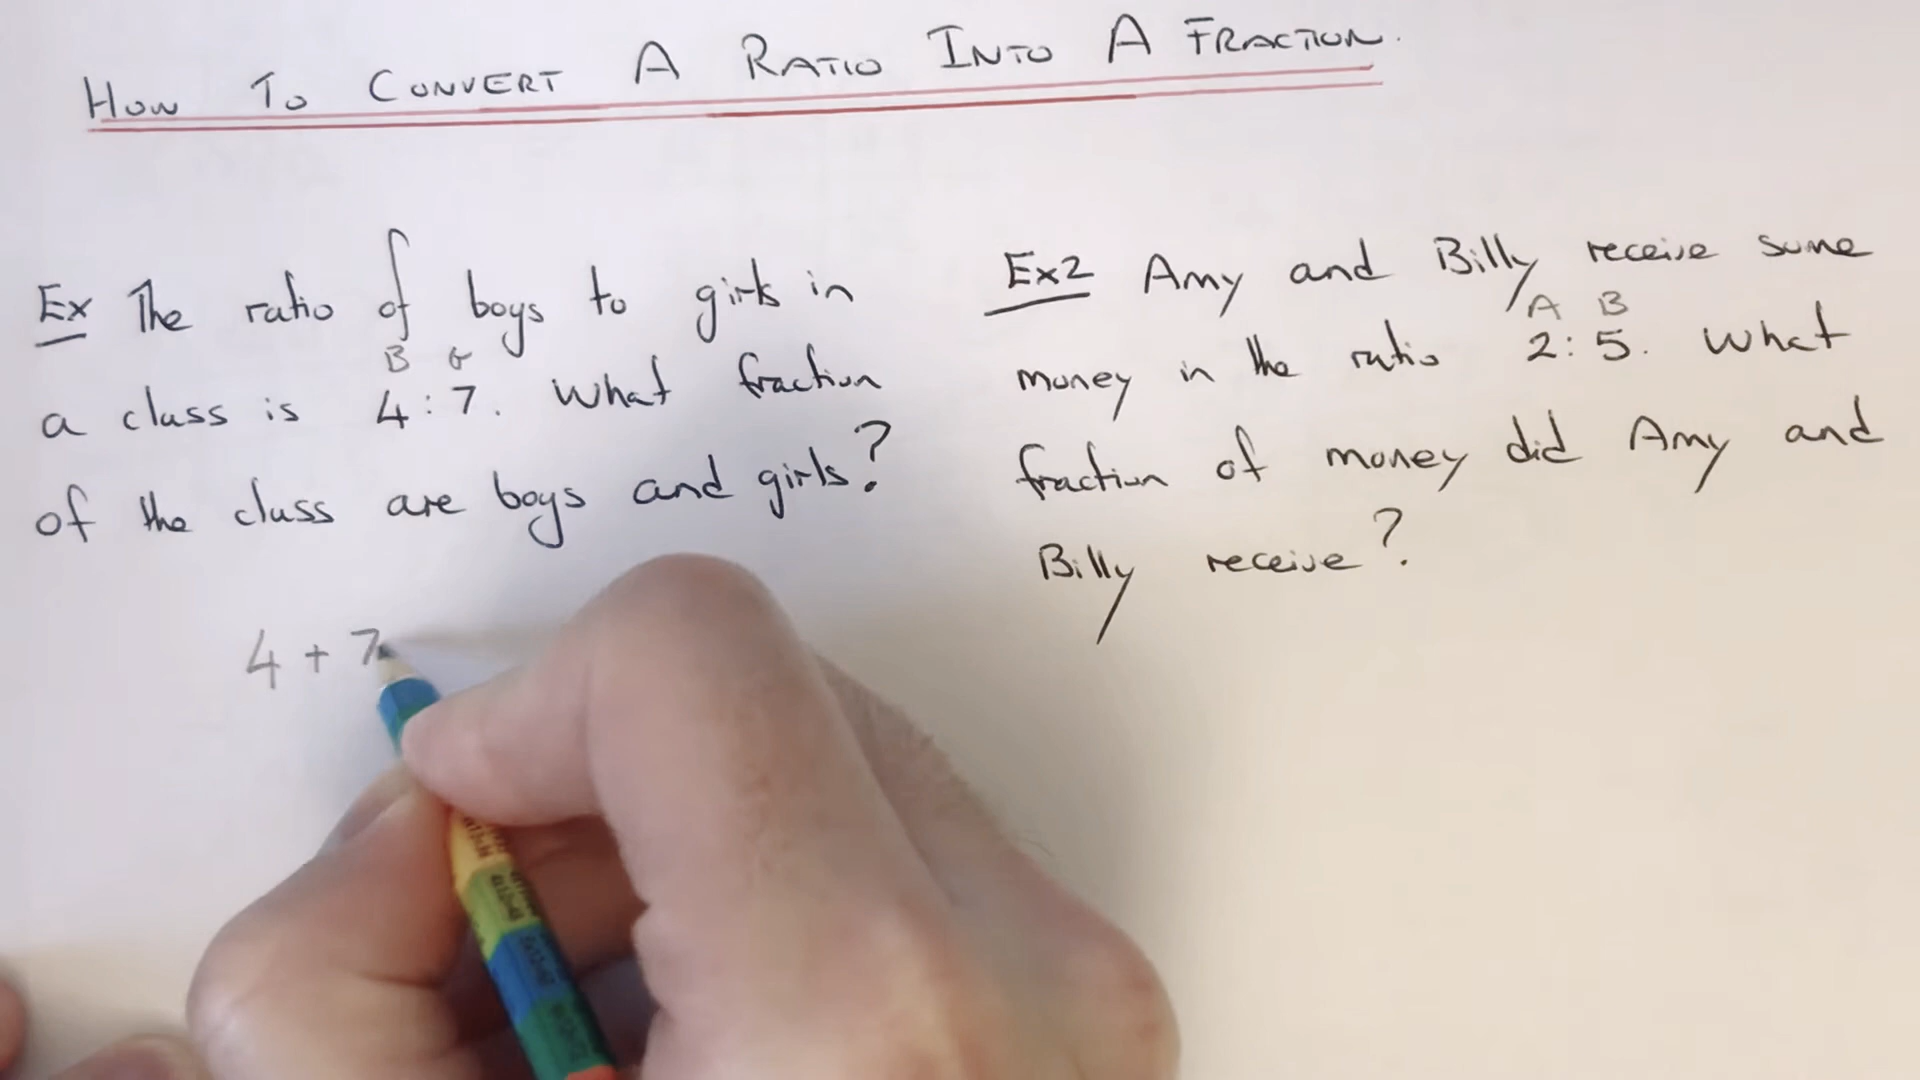 HOW TO CONVERT A RATIO INTO A FRACTION.
Ex The ratio of boys to girls in
B G
a class is 4:7. What fraction
of the class are boys and girls?
4 + 7
Ex2 Amy and Billy receive some
A B
money in the ratio 2:5. What
fraction of money did Amy and
Billy receive?